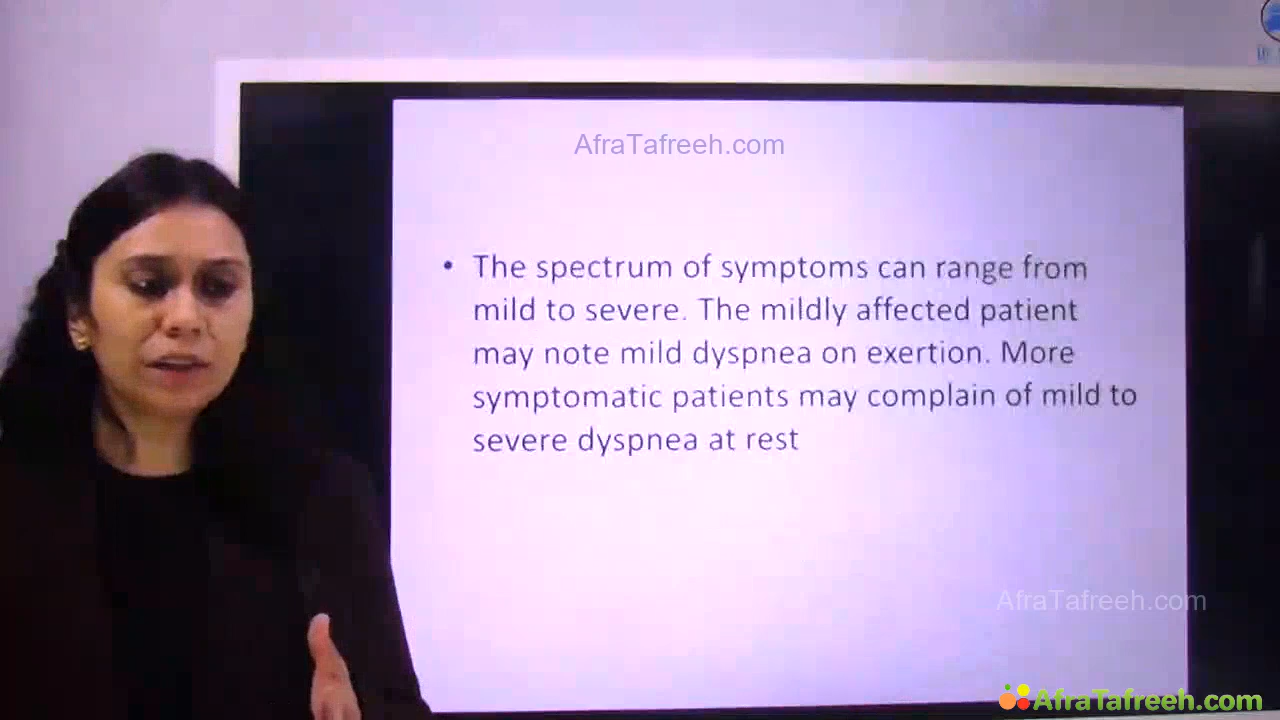 AfraTafreeh.com
• The spectrum of symptoms can range from
mild to severe. The mildly affected patient
may note mild dyspnea on exertion. More
symptomatic patients may complain of mild to
severe dyspnea at rest
AfraTafreeh.com
AfraTafreeh.com